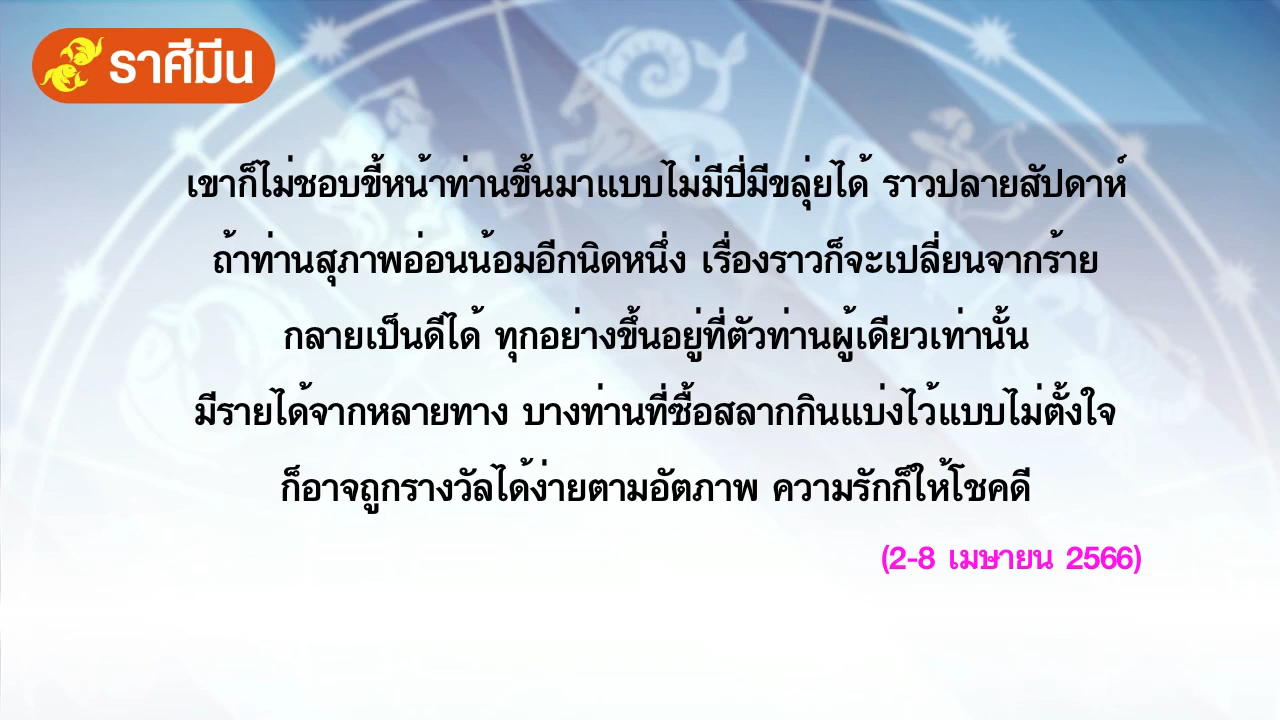 ราศีมีน
เขาก็ไม่ชอบขี้หน้าท่านขึ้นมาแบบไม่มีปี่มีขลุ่ยได้ ราวปลายสัปดาห์
ถ้าท่านสุภาพอ่อนน้อมอีกนิดหนึ่ง เรื่องราวก็จะเปลี่ยนจากร้าย
กลายเป็นดีได้ ทุกอย่างขึ้นอยู่ที่ตัวท่านผู้เดียวเท่านั้น
มีรายได้จากหลายทาง บางท่านที่ซื้อสลากกินแบ่งไว้แบบไม่ตั้งใจ
ก็อาจถูกรางวัลได้ง่ายตามอัตภาพ ความรักก็ให้โชคดี
(2-8 เมษายน 2566)